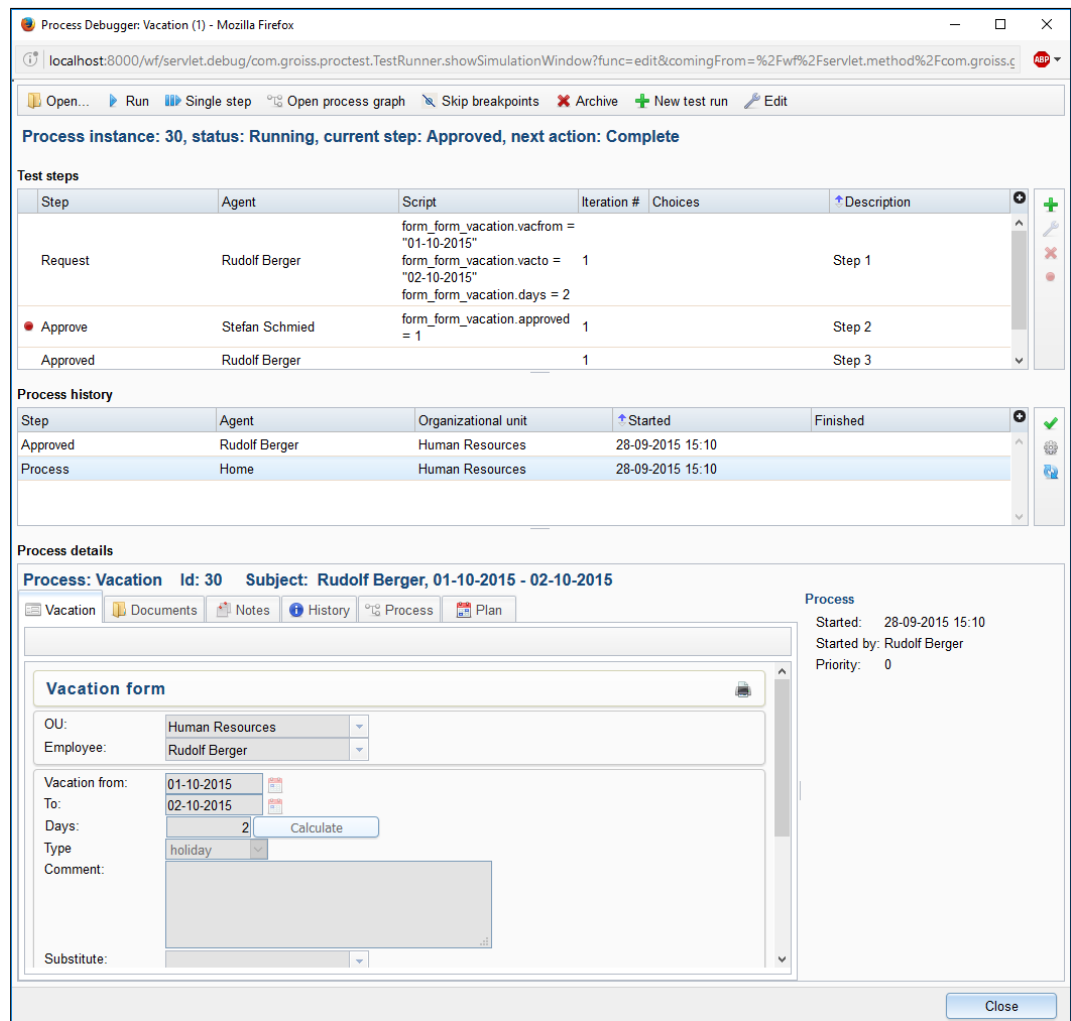 Process Debugger: Vacation (1) - Mozilla Firefox
localhost:8000/wf/servlet.debug/com.groiss.proctest.TestRunner.showSimulationWindow?func=edit&comingFrom=%2Fwf%2Fservlet.method%2Fcom.groiss.g
ABP
Open... Run Single step Open process graph Skip breakpoints Archive New test run Edit
Process instance: 30, status: Running, current step: Approved, next action: Complete
Test steps
Step Agent Script Iteration # Choices Description
form_form_vacation.vacfrom =
"01-10-2015"
Request Rudolf Berger form_form_vacation.vacto = 1 Step 1
"02-10-2015"
form_form_vacation.days = 2
Approve Stefan Schmied form_form_vacation.approved 1 Step 2
= 1
Approved Rudolf Berger 1 Step 3
Process history
Step Agent Organizational unit Started Finished
Approved Rudolf Berger Human Resources 28-09-2015 15:10
Process Home Human Resources 28-09-2015 15:10
Process details
Process: Vacation Id: 30 Subject: Rudolf Berger, 01-10-2015 - 02-10-2015
Vacation Documents Notes History Process Plan
Process
Started: 28-09-2015 15:10
Started by: Rudolf Berger
Priority: 0
Vacation form
OU: Human Resources
Employee: Rudolf Berger
Vacation from: 01-10-2015
To: 02-10-2015
Days: 2 Calculate
Type holiday
Comment:
Substitute:
Close